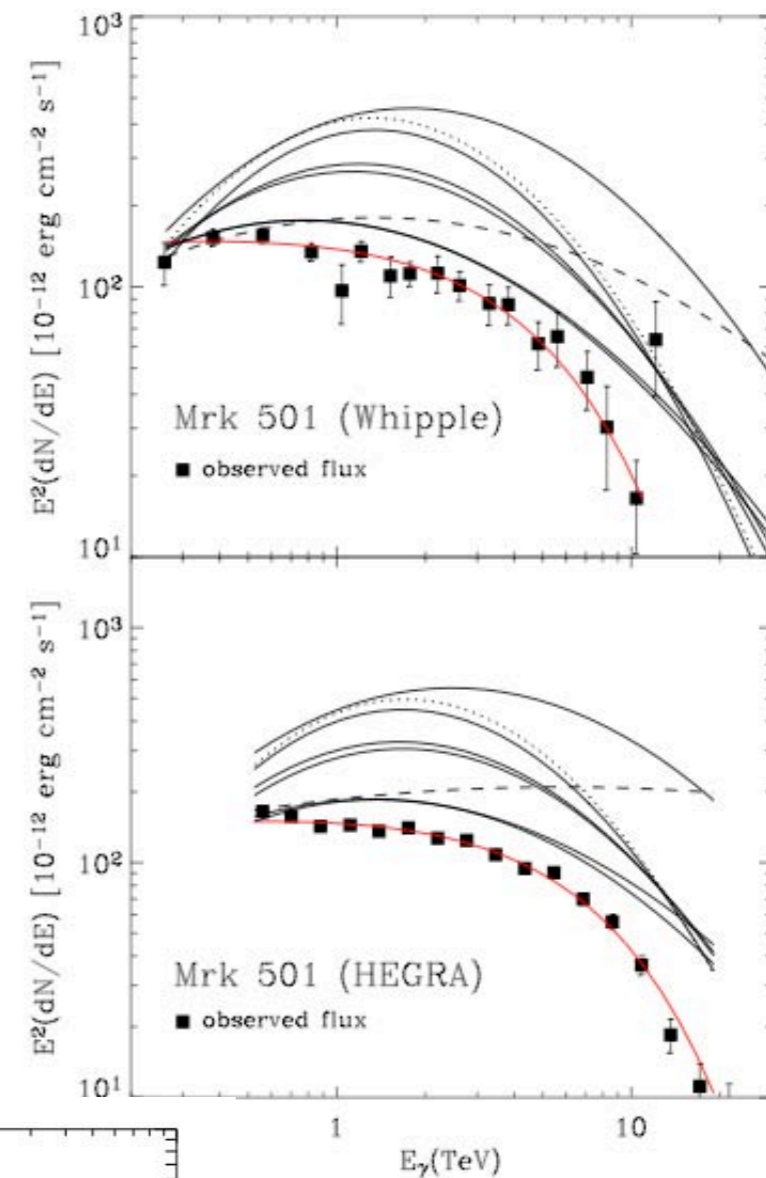 10³
10²
10¹
E²(dN/dE) [10⁻¹² erg cm⁻² s⁻¹]
Mrk 501 (Whipple)
■ observed flux
10³
10²
10¹
E²(dN/dE) [10⁻¹² erg cm⁻² s⁻¹]
Mrk 501 (HEGRA)
■ observed flux
1 10
Eγ(TeV)